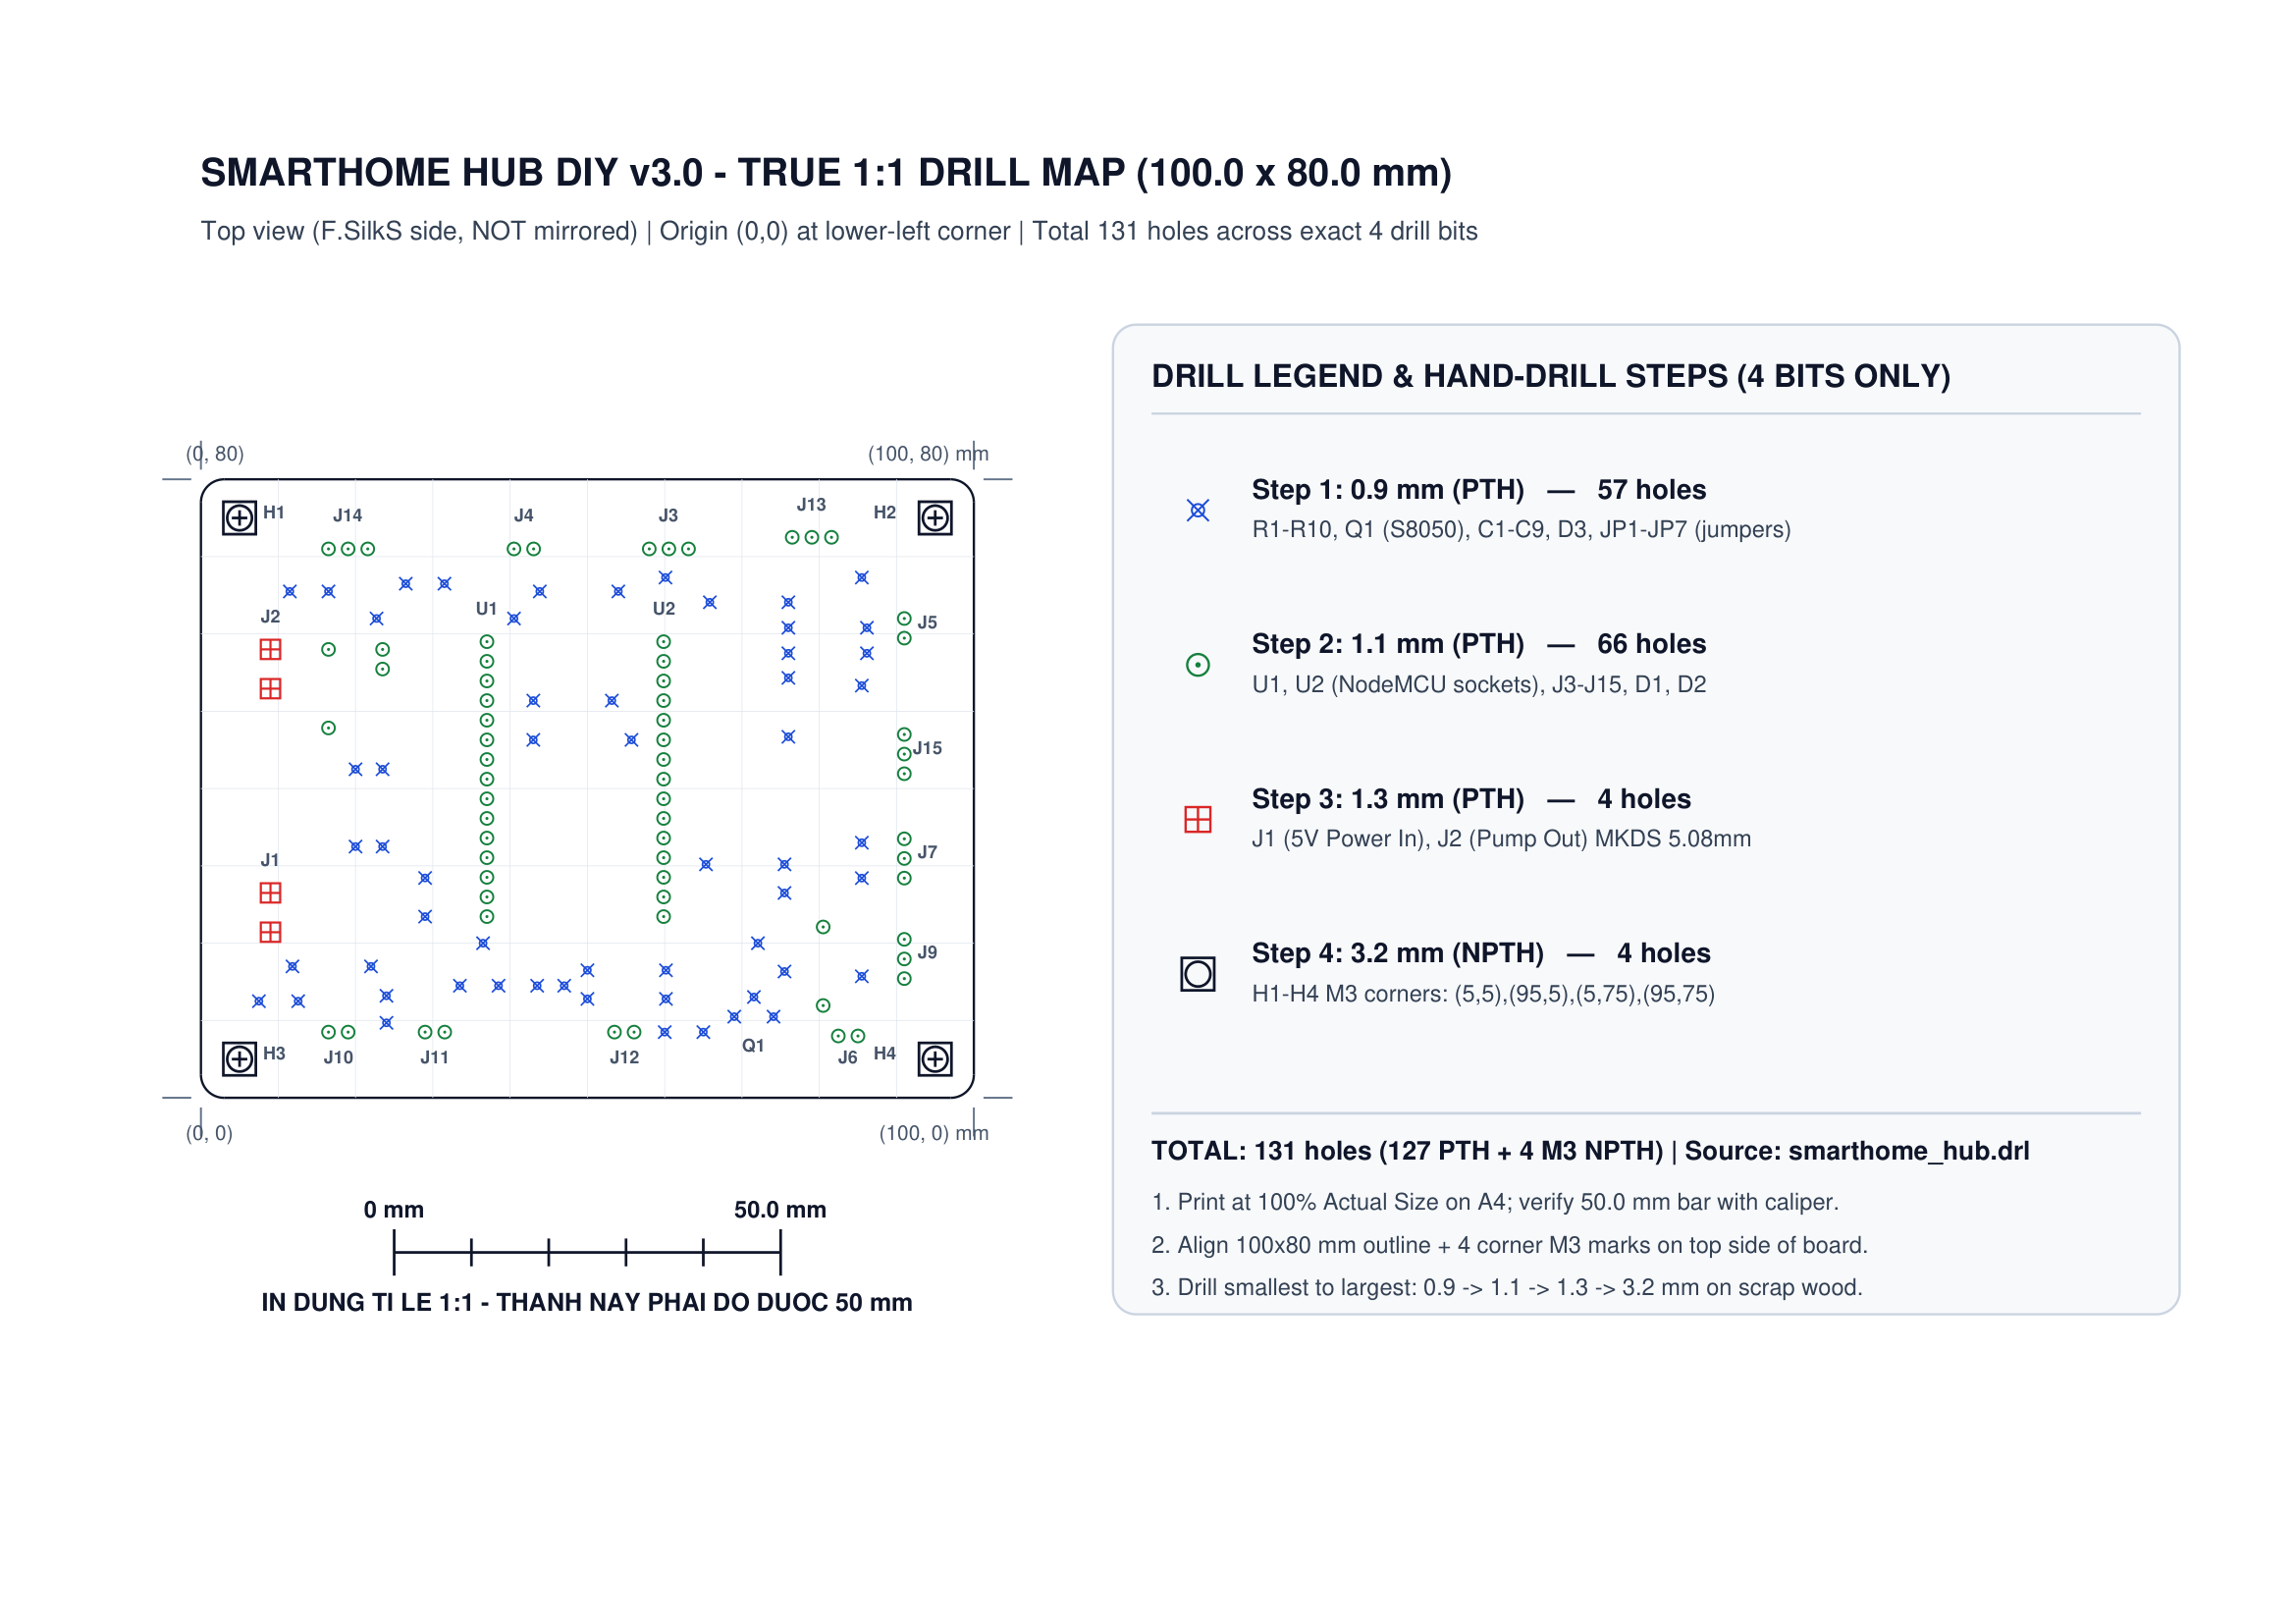 SMARTHOME HUB DIY v3.0 - TRUE 1:1 DRILL MAP (100.0 x 80.0 mm)
Top view (F.SilkS side, NOT mirrored) | Origin (0,0) at lower-left corner | Total 131 holes across exact 4 drill bits
(0, 80)
(100, 80) mm
H1
J14
J4
J3
J13
H2
J2
U1
U2
J5
J15
J1
J7
J9
H3
J10
J11
J12
Q1
J6
H4
(0, 0)
(100, 0) mm
0 mm
50.0 mm
IN DUNG TI LE 1:1 - THANH NAY PHAI DO DUOC 50 mm
DRILL LEGEND & HAND-DRILL STEPS (4 BITS ONLY)
Step 1: 0.9 mm (PTH) — 57 holes
R1-R10, Q1 (S8050), C1-C9, D3, JP1-JP7 (jumpers)
Step 2: 1.1 mm (PTH) — 66 holes
U1, U2 (NodeMCU sockets), J3-J15, D1, D2
Step 3: 1.3 mm (PTH) — 4 holes
J1 (5V Power In), J2 (Pump Out) MKDS 5.08mm
Step 4: 3.2 mm (NPTH) — 4 holes
H1-H4 M3 corners: (5,5),(95,5),(5,75),(95,75)
TOTAL: 131 holes (127 PTH + 4 M3 NPTH) | Source: smarthome_hub.drl
1. Print at 100% Actual Size on A4; verify 50.0 mm bar with caliper.
2. Align 100x80 mm outline + 4 corner M3 marks on top side of board.
3. Drill smallest to largest: 0.9 -> 1.1 -> 1.3 -> 3.2 mm on scrap wood.